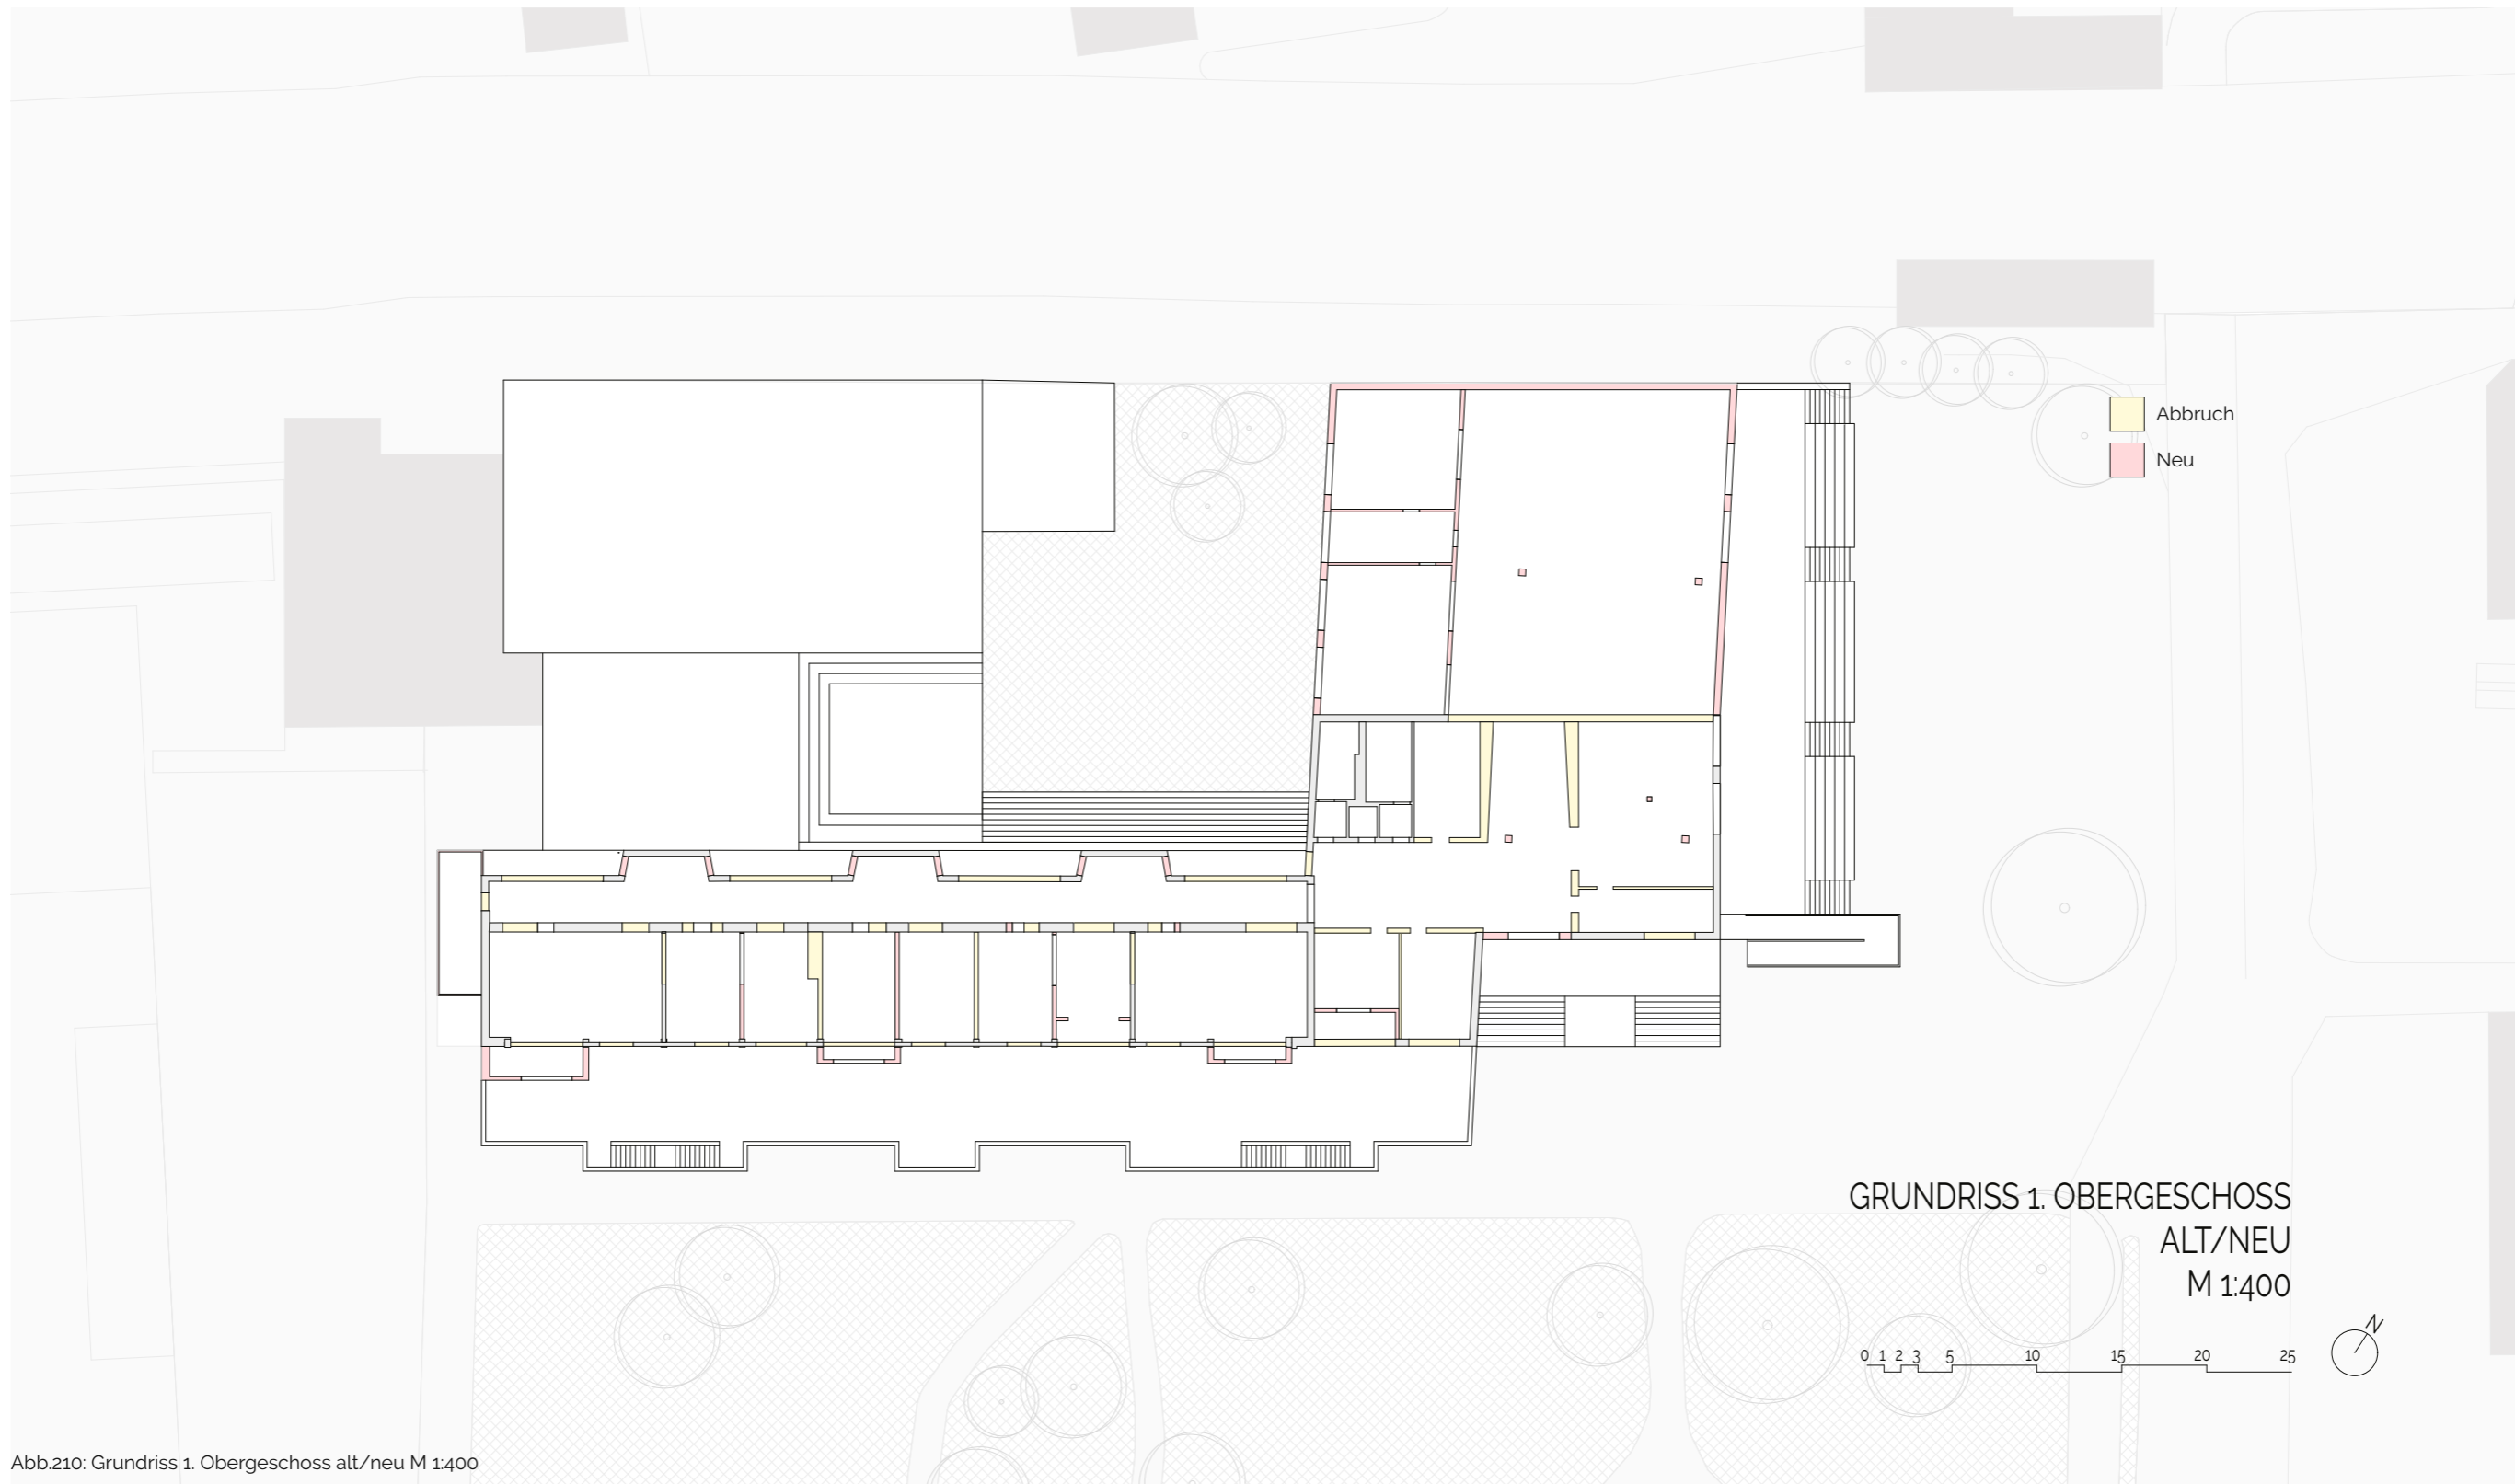 Abbruch
Neu
GRUNDRISS 1. OBERGESCHOSS
ALT/NEU
M 1:400
N
0 1 2 3 5 10 15 20 25
Abb.210: Grundriss 1. Obergeschoss alt/neu M 1:400